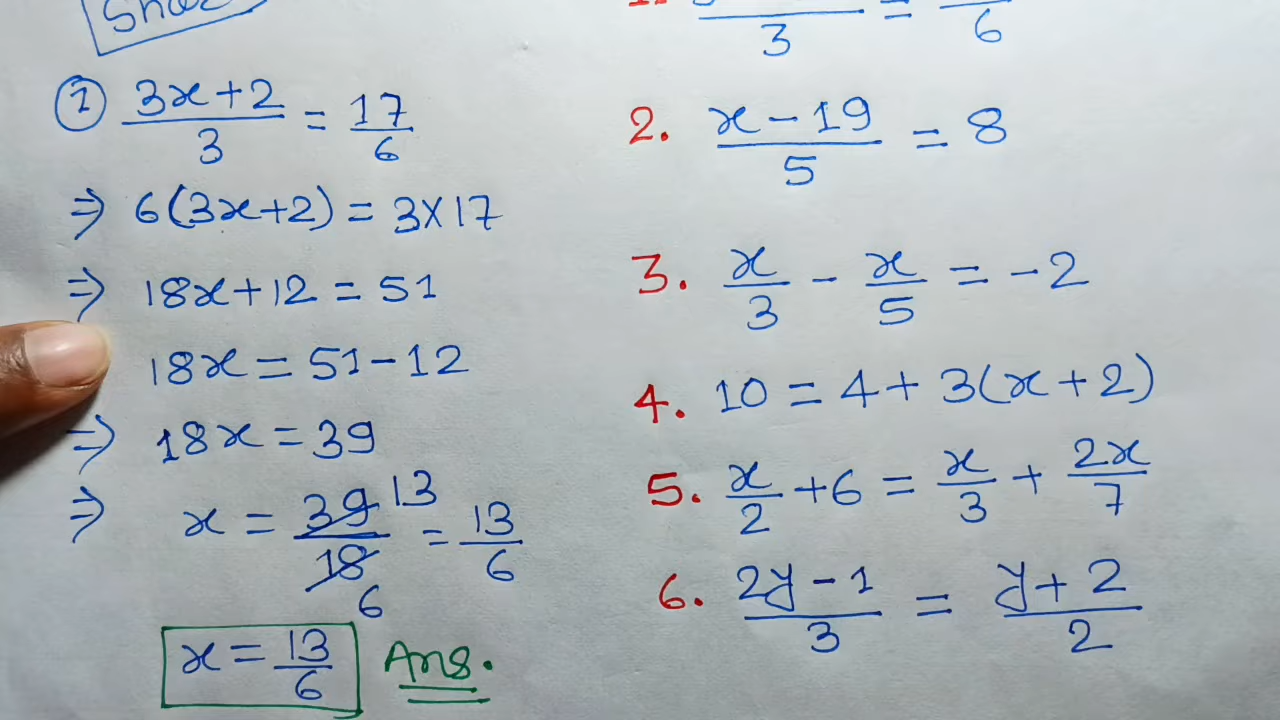 ① (3x+2)/3 = 17/6
⇒ 6(3x+2) = 3×17
⇒ 18x+12 = 51
18x = 51-12
⇒ 18x = 39
⇒ x = 39/18 13/6 = 13/6
x = 13/6 Ans.
3 = 6
2. (x-19)/5 = 8
3. x/3 - x/5 = -2
4. 10 = 4+3(x+2)
5. x/2 +6 = x/3 + 2x/7
6. (2y-1)/3 = (y+2)/2